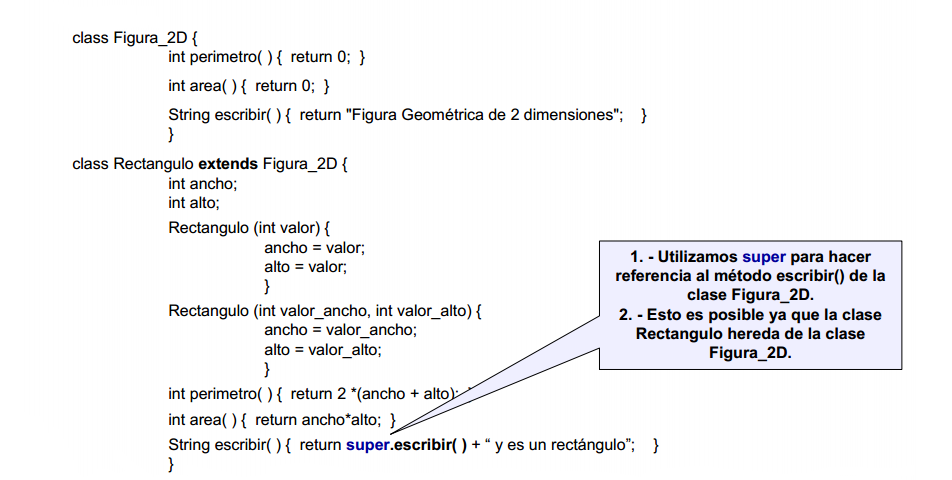 class Figura_2D {
int perimetro( ) {  return 0;  }
int area( ) {  return 0;  }
String escribir( ) {  return "Figura Geométrica de 2 dimensiones";    }
}
class Rectangulo extends Figura_2D {
int ancho;
int alto;
Rectangulo (int valor) {
ancho = valor;
alto = valor;
}
Rectangulo (int valor_ancho, int valor_alto) {
ancho = valor_ancho;
alto = valor_alto;
}
int perimetro( ) {  return 2 *(ancho + alto);
int area( ) {  return ancho*alto;  }
String escribir( ) {  return super.escribir( ) + “ y es un rectángulo”;    }
}
1. - Utilizamos super para hacer
referencia al método escribir() de la
clase Figura_2D.
2. - Esto es posible ya que la clase
Rectangulo hereda de la clase
Figura_2D.